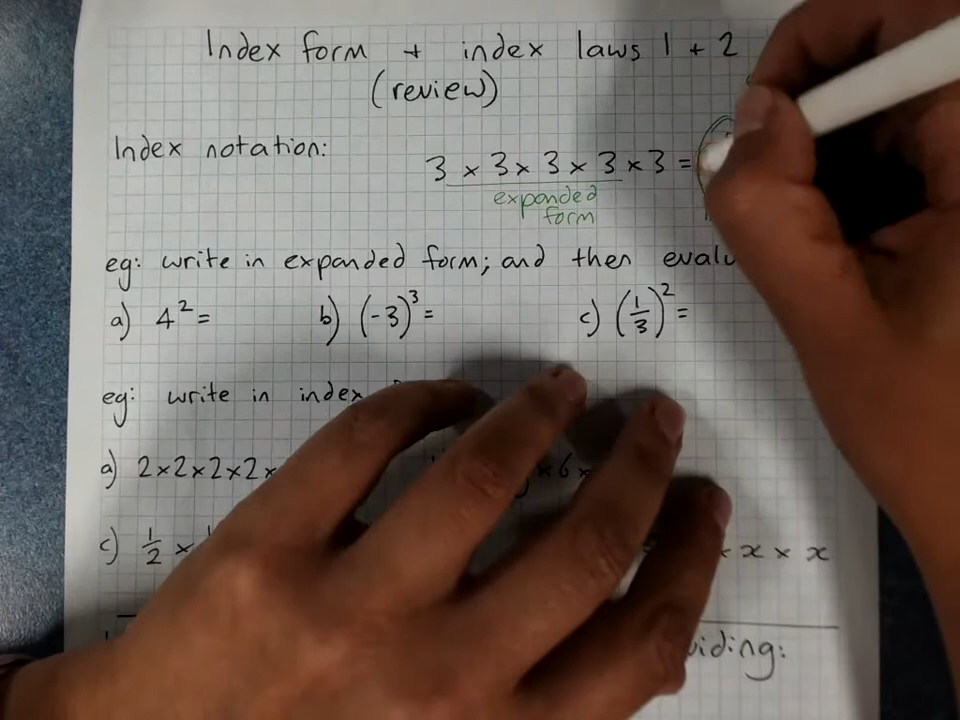 Index form + index laws 1 + 2
(review)
Index notation:
3 × 3 × 3 × 3 × 3 =
expanded
form
eg: write in expanded form; and then
a) 4² = b) (-3)³ = c) (1/3)² =
eg: write in index
a) 2×2×2×2× ×6×
c) 1/2 × × x × x